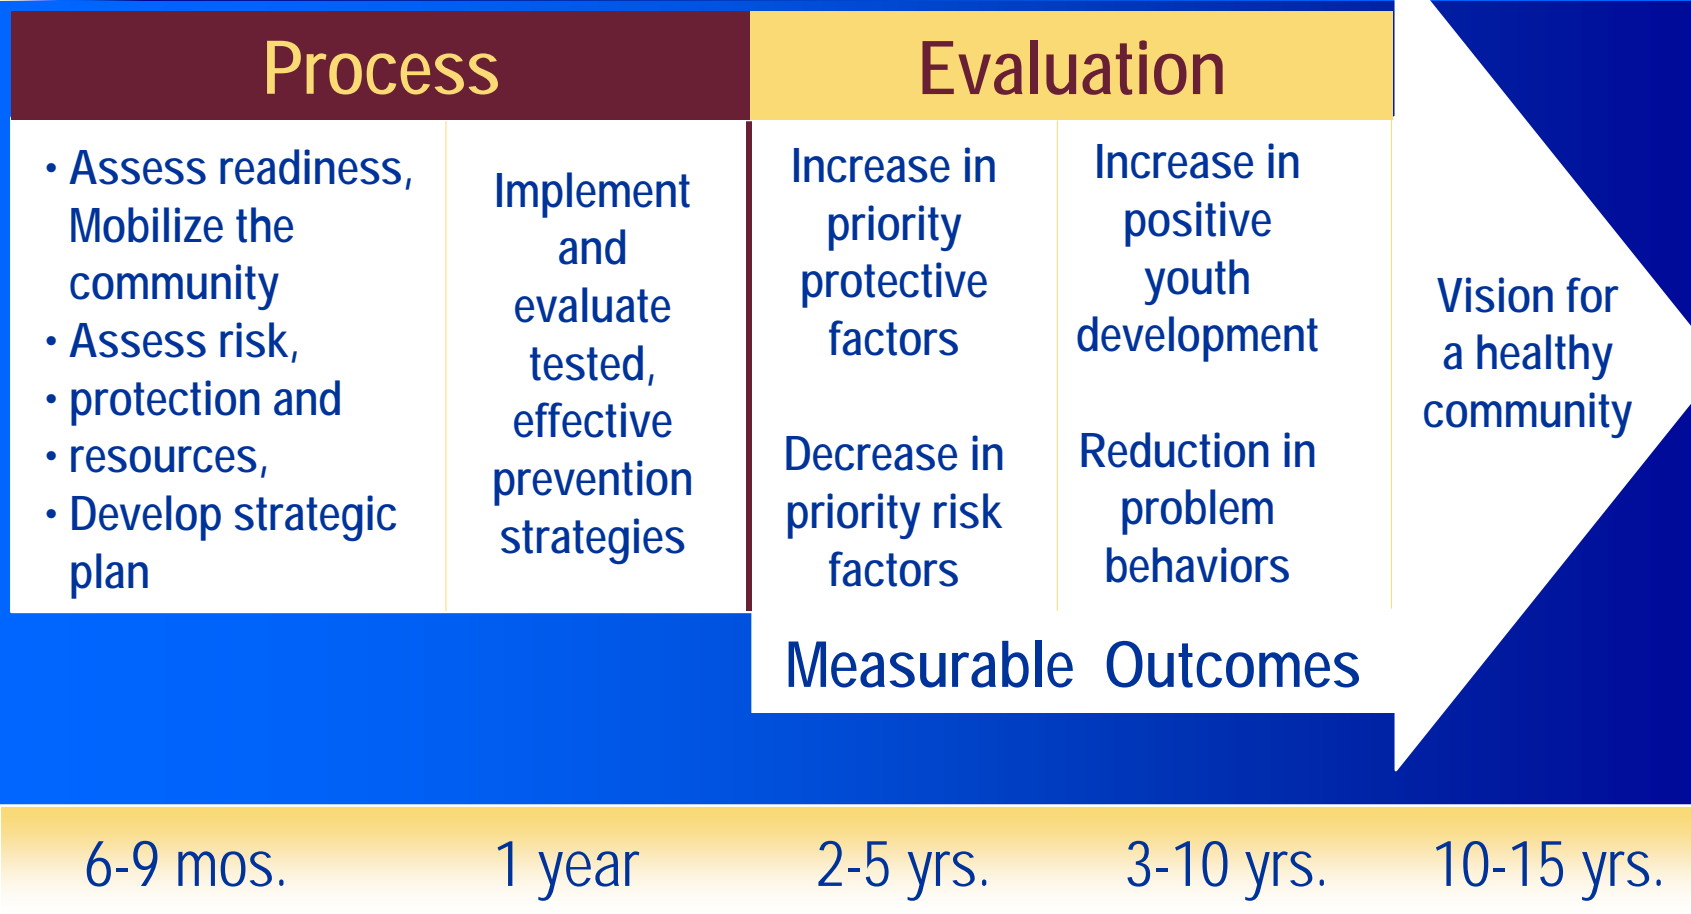 Process
Evaluation
• Assess readiness,
Mobilize the
community
• Assess risk,
• protection and
• resources,
• Develop strategic
plan
Implement
and
evaluate
tested,
effective
prevention
strategies
Increase in
priority
protective
factors
Decrease in
priority risk
factors
Increase in
positive
youth
development
Reduction in
problem
behaviors
Measurable Outcomes
Vision for
a healthy
community
6-9 mos.
1 year
2-5 yrs.
3-10 yrs.
10-15 yrs.